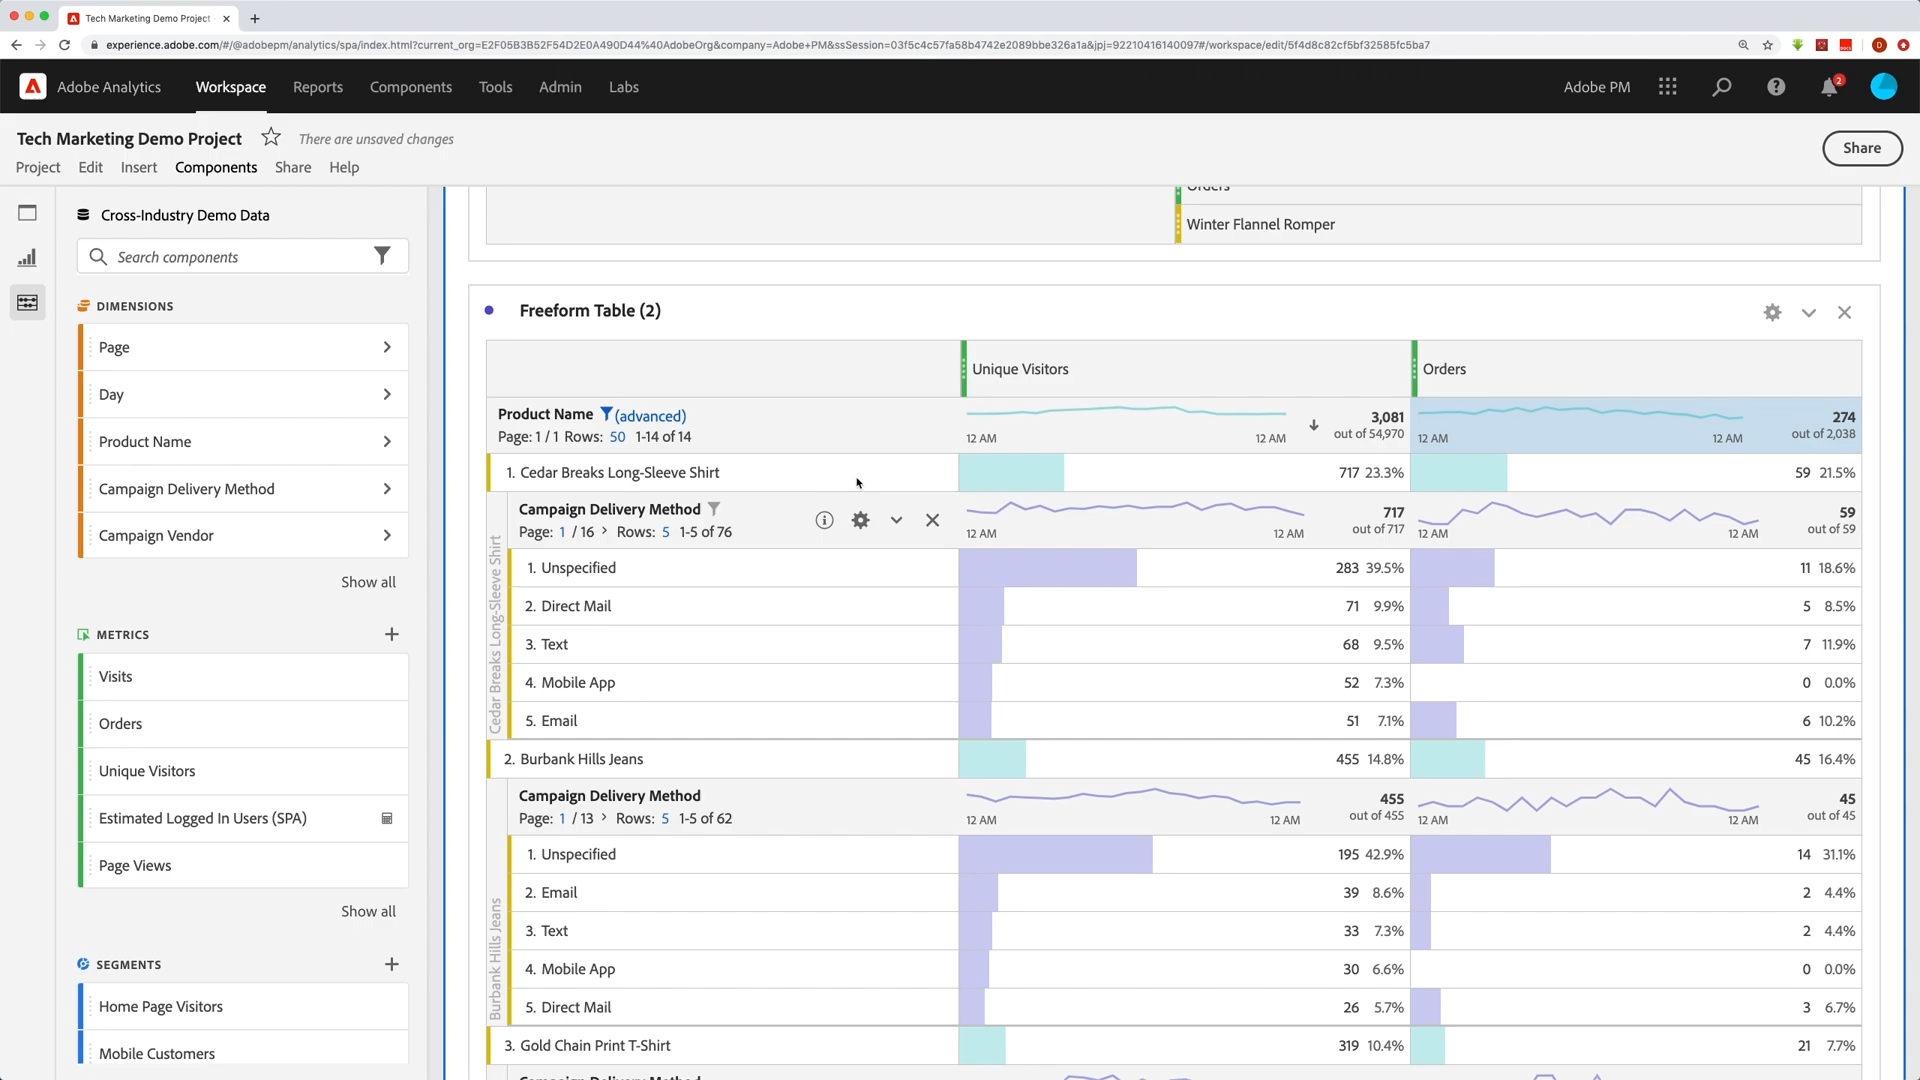 Tech Marketing Demo Project
experience.adobe.com/#/@adobepm/analytics/spa/index.html?current_org=E2F05B3B52F54D2E0A490D44%40AdobeOrg&company=Adobe+PM&ssSession=03f5c4c57fa58b4742e2089bbe326a1a&jpj=92210416140097#/workspace/edit/5f4d8c82cf5bf32585fc5ba7
D
Adobe Analytics Workspace Reports Components Tools Admin Labs Adobe PM 2
Tech Marketing Demo Project There are unsaved changes
Share
Project Edit Insert Components Share Help
Cross-Industry Demo Data
Search components
DIMENSIONS
Page
Day
Product Name
Campaign Delivery Method
Campaign Vendor
Show all
METRICS
Visits
Orders
Unique Visitors
Estimated Logged In Users (SPA)
Page Views
Show all
SEGMENTS
Home Page Visitors
Mobile Customers
Orders
Winter Flannel Romper
Freeform Table (2)
Unique Visitors Orders
Product Name (advanced) 3,081 274
Page: 1 / 1 Rows: 50 1-14 of 14 12 AM 12 AM out of 54,970 12 AM 12 AM out of 2,038
1. Cedar Breaks Long-Sleeve Shirt 717 23.3% 59 21.5%
Cedar Breaks Long-Sleeve Shirt
Campaign Delivery Method 717 59
Page: 1 / 16 > Rows: 5 1-5 of 76 12 AM 12 AM out of 717 12 AM 12 AM out of 59
1. Unspecified 283 39.5% 11 18.6%
2. Direct Mail 71 9.9% 5 8.5%
3. Text 68 9.5% 7 11.9%
4. Mobile App 52 7.3% 0 0.0%
5. Email 51 7.1% 6 10.2%
2. Burbank Hills Jeans 455 14.8% 45 16.4%
Burbank Hills Jeans
Campaign Delivery Method 455 45
Page: 1 / 13 > Rows: 5 1-5 of 62 12 AM 12 AM out of 455 12 AM 12 AM out of 45
1. Unspecified 195 42.9% 14 31.1%
2. Email 39 8.6% 2 4.4%
3. Text 33 7.3% 2 4.4%
4. Mobile App 30 6.6% 0 0.0%
5. Direct Mail 26 5.7% 3 6.7%
3. Gold Chain Print T-Shirt 319 10.4% 21 7.7%
Campaign Delivery Method